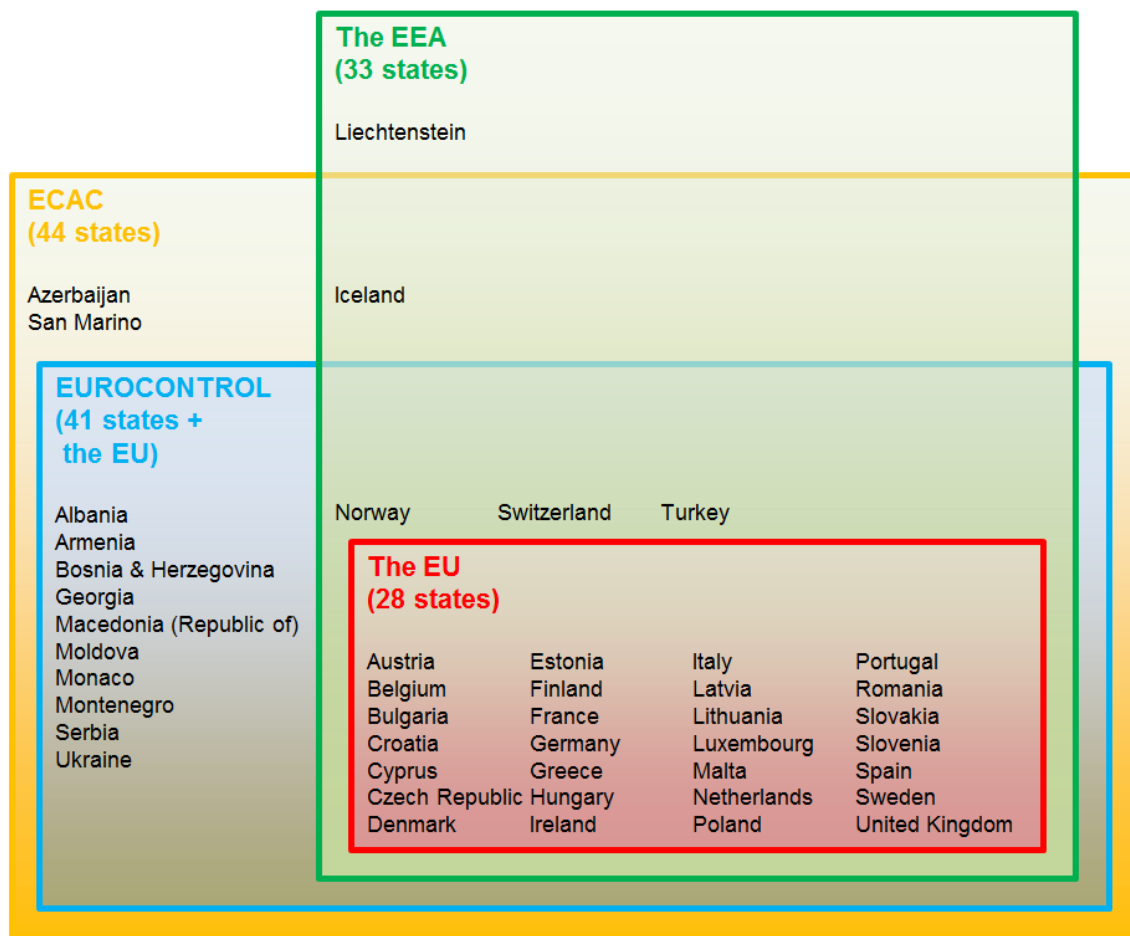 The EEA
(33 states)
Liechtenstein
ECAC
(44 states)
Azerbaijan
San Marino
Iceland
EUROCONTROL
(41 states +
the EU)
Albania
Armenia
Bosnia & Herzegovina
Georgia
Macedonia (Republic of)
Moldova
Monaco
Montenegro
Serbia
Ukraine
Norway Switzerland Turkey
The EU
(28 states)
Austria Estonia Italy Portugal
Belgium Finland Latvia Romania
Bulgaria France Lithuania Slovakia
Croatia Germany Luxembourg Slovenia
Cyprus Greece Malta Spain
Czech Republic Hungary Netherlands Sweden
Denmark Ireland Poland United Kingdom